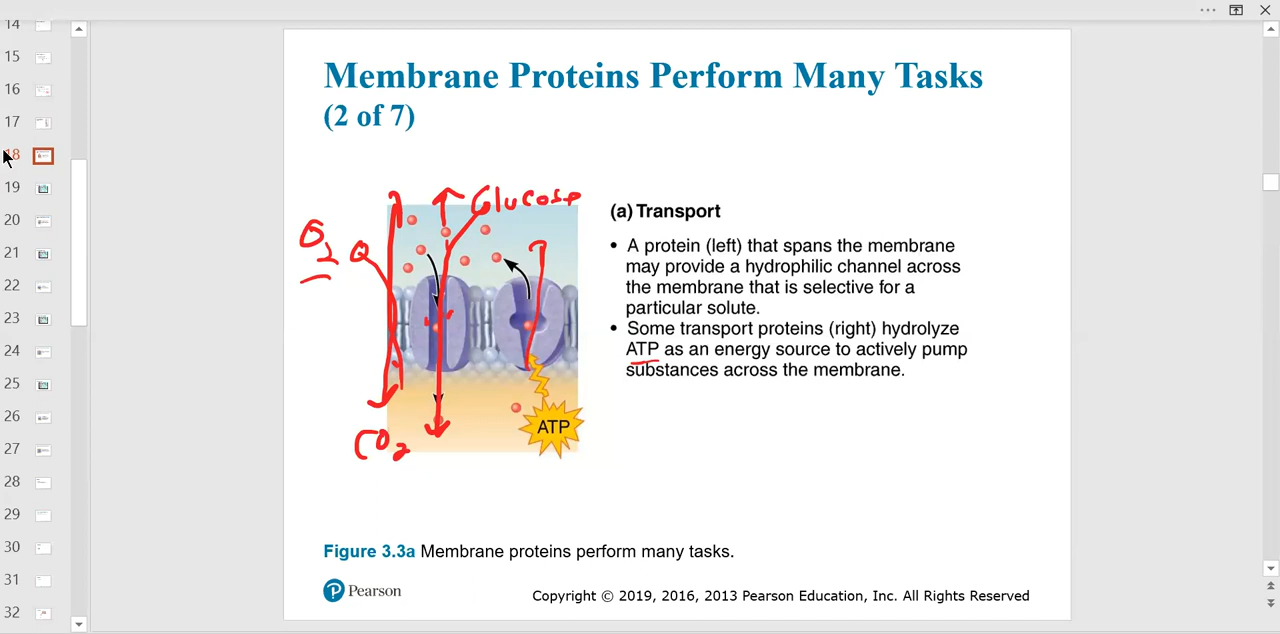 14
15
16
17
18
19
20
21
22
23
24
25
26
27
28
29
30
31
32
Membrane Proteins Perform Many Tasks
(2 of 7)
Glucose
O2
CO2
ATP
(a) Transport
• A protein (left) that spans the membrane
may provide a hydrophilic channel across
the membrane that is selective for a
particular solute.
• Some transport proteins (right) hydrolyze
ATP as an energy source to actively pump
substances across the membrane.
Figure 3.3a Membrane proteins perform many tasks.
P Pearson
Copyright © 2019, 2016, 2013 Pearson Education, Inc. All Rights Reserved